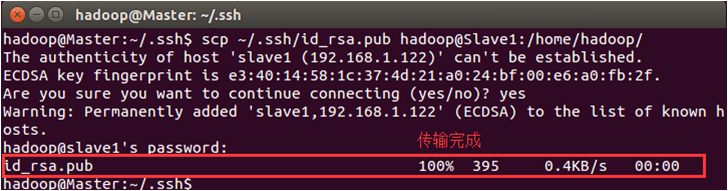 hadoop@Master: ~/.ssh
hadoop@Master:~/.ssh$ scp ~/.ssh/id_rsa.pub hadoop@Slave1:/home/hadoop/
The authenticity of host 'slave1 (192.168.1.122)' can't be established.
ECDSA key fingerprint is e3:40:14:58:1c:37:4d:21:a0:24:bf:00:e6:a0:fb:2f.
Are you sure you want to continue connecting (yes/no)? yes
Warning: Permanently added 'slave1,192.168.1.122' (ECDSA) to the list of known h
osts.
hadoop@slave1's password:
传输完成
id_rsa.pub 100% 395 0.4KB/s 00:00
hadoop@Master:~/.ssh$